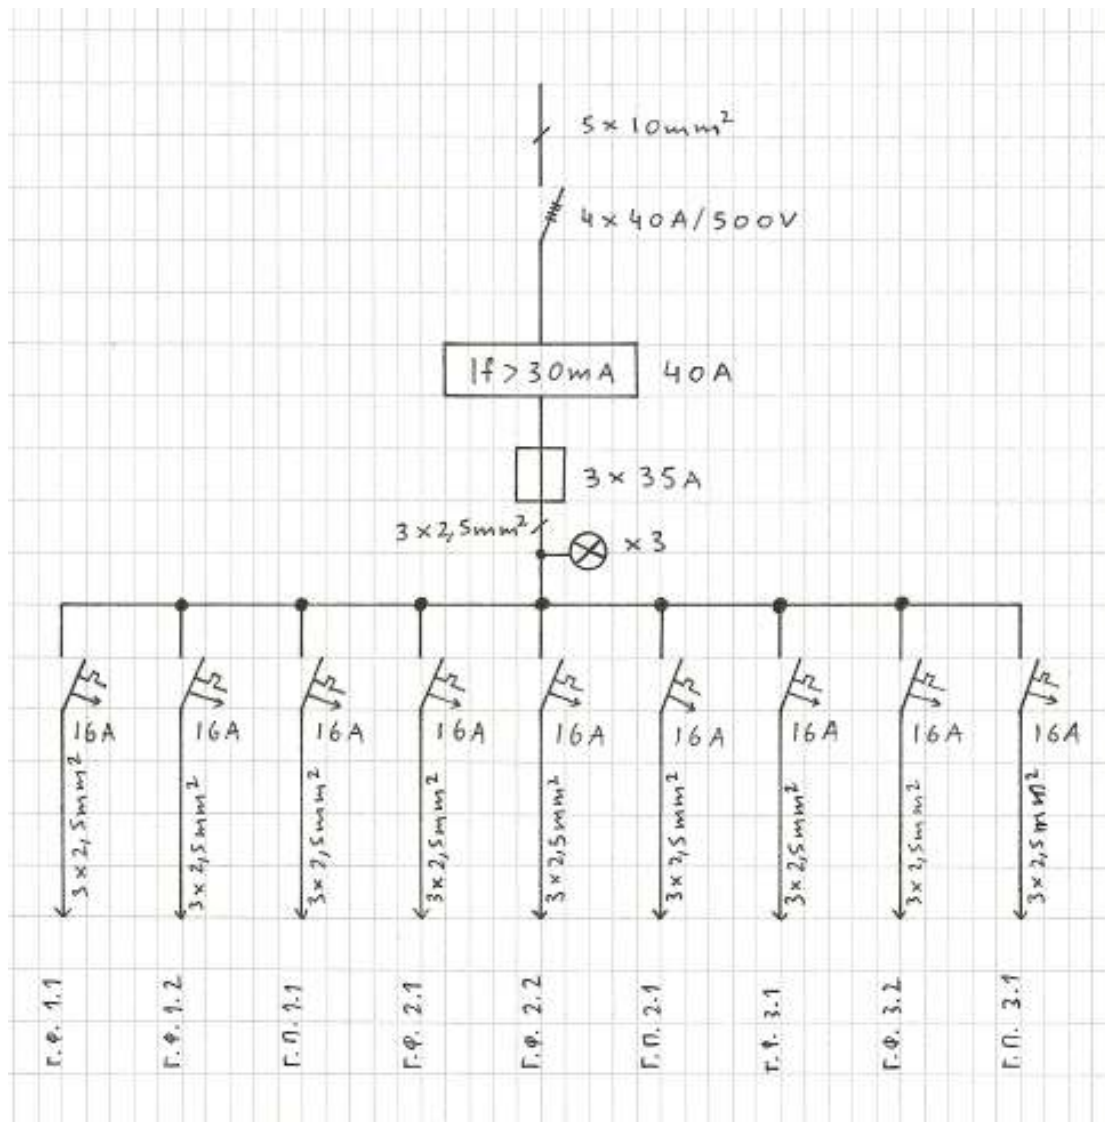 5 × 10mm²
4 × 40A/500V
If > 30mA
40A
3 × 35A
3 × 2,5mm²
× 3
16A
16A
16A
16A
16A
16A
16A
16A
16A
3 × 2,5mm²
3 × 2,5mm²
3 × 2,5mm²
3 × 2,5mm²
3 × 2,5mm²
3 × 2,5mm²
3 × 2,5mm²
3 × 2,5mm²
3 × 2,5mm²
Γ.Φ. 1.1
Γ.Φ. 1.2
Γ.Π. 1.1
Γ.Φ. 2.1
Γ.Φ. 2.2
Γ.Π. 2.1
Γ.Φ. 3.1
Γ.Φ. 3.2
Γ.Π. 3.1